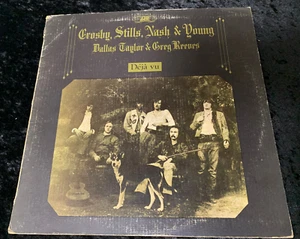 Crosby, Stills, Nash & Young
Dallas Taylor & Greg Reeves
Déjà vu